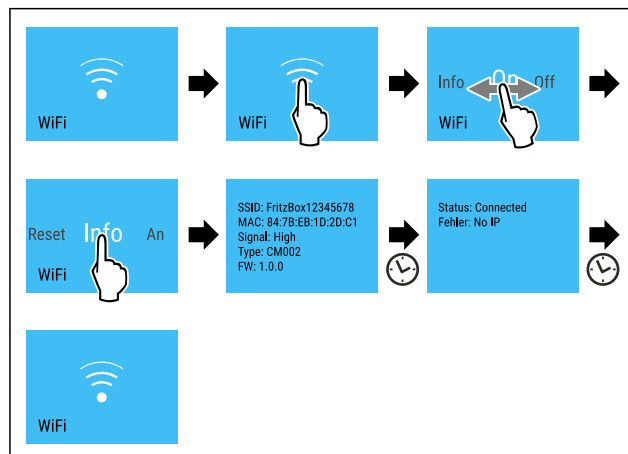 WiFi
WiFi
Info On Off
WiFi
Reset Info An
WiFi
SSID: FritzBox12345678
MAC: 84:7B:EB:1D:2D:C1
Signal: High
Type: CM002
FW: 1.0.0
Status: Connected
Fehler: No IP
WiFi